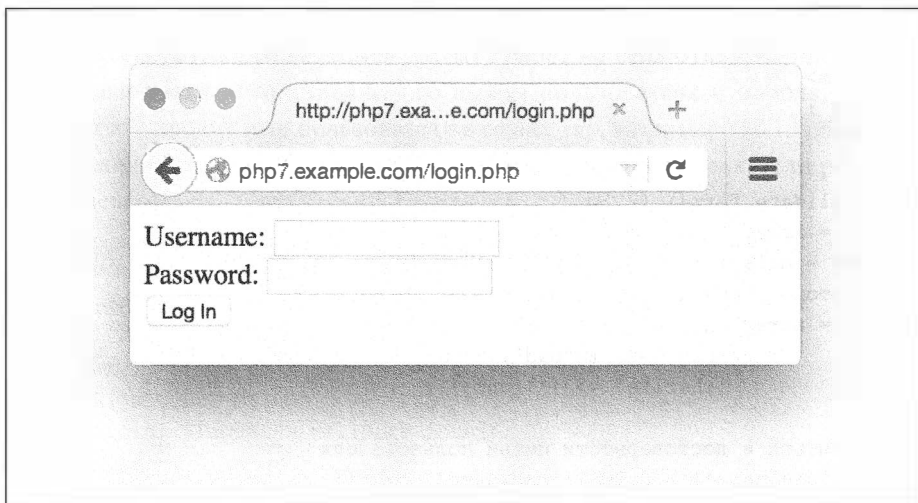 http://php7.exa...e.com/login.php × +
php7.example.com/login.php
Username:
Password:
Log In